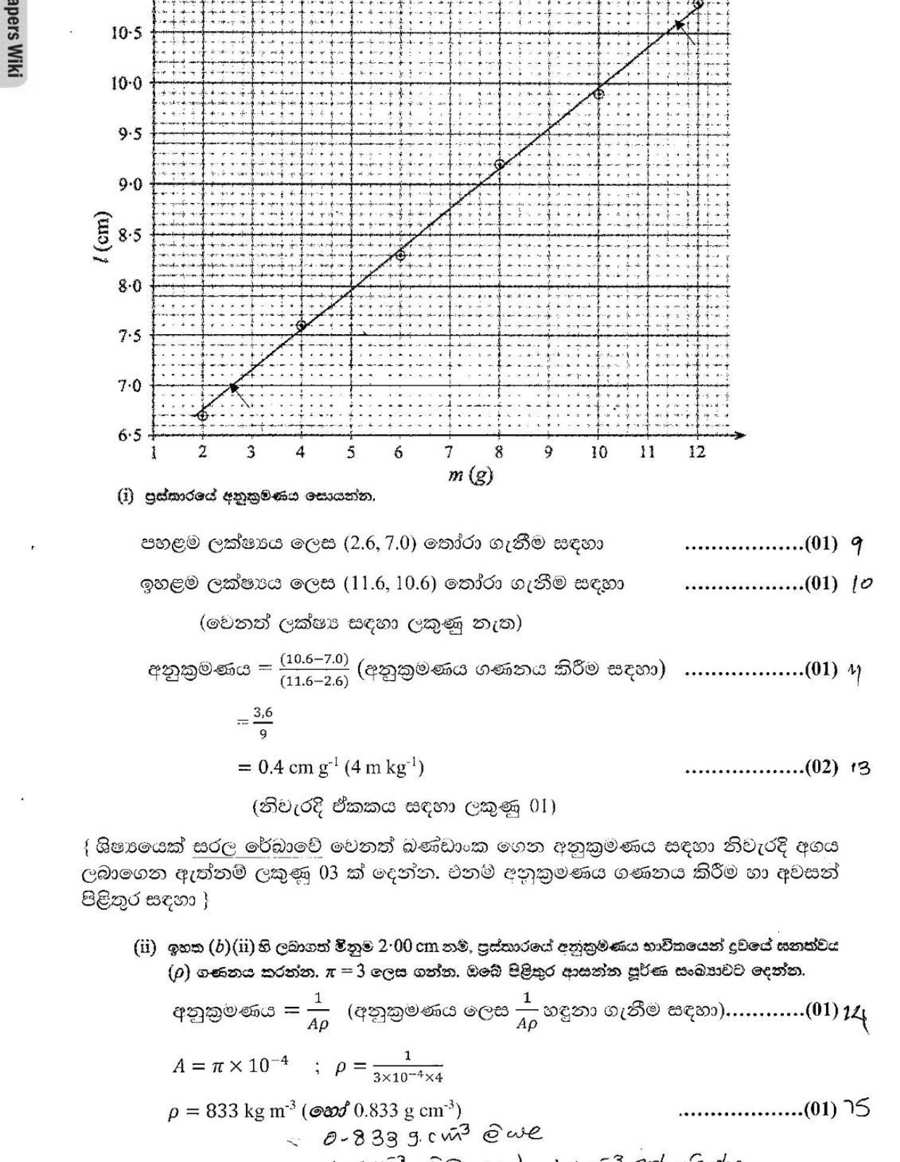 apers Wiki
10·5
10·0
9·5
9·0
8·5
8·0
7·5
7·0
6·5
l (cm)
1 2 3 4 5 6 7 8 9 10 11 12
m (g)
(i) ප්‍රස්තාරයේ අනුක්‍රමණය සොයන්න.
පහළම ලක්ෂ්‍යය ලෙස (2.6, 7.0) තෝරා ගැනීම සඳහා ...................(01) 9
ඉහළම ලක්ෂ්‍යය ලෙස (11.6, 10.6) තෝරා ගැනීම සඳහා ...................(01) 10
(වෙනත් ලක්ෂ්‍ය සඳහා ලකුණු නැත)
අනුක්‍රමණය = (10.6−7.0)/(11.6−2.6) (අනුක්‍රමණය ගණනය කිරීම සඳහා) ...................(01) 11
= 3,6/9
= 0.4 cm g⁻¹ (4 m kg⁻¹) ...................(02) 13
(නිවැරදි ඒකකය සඳහා ලකුණු 01)
{ ශිෂ්‍යයෙක් සරල රේඛාවේ වෙනත් ඛණ්ඩාංක ගෙන අනුක්‍රමණය සඳහා නිවැරදි අගය
ලබාගෙන ඇත්නම් ලකුණු 03 ක් දෙන්න. එනම් අනුක්‍රමණය ගණනය කිරීම හා අවසන්
පිළිතුර සඳහා }
(ii) ඉහත (b)(ii) හි ලබාගත් මිනුම 2·00 cm නම්, ප්‍රස්තාරයේ අනුක්‍රමණය භාවිතයෙන් ද්‍රවයේ ඝනත්වය
(ρ) ගණනය කරන්න. π = 3 ලෙස ගන්න. ඔබේ පිළිතුර ආසන්න පූර්ණ සංඛ්‍යාවට දෙන්න.
අනුක්‍රමණය = 1/Aρ (අනුක්‍රමණය ලෙස 1/Aρ හඳුනා ගැනීම සඳහා)............(01) 14
A = π × 10⁻⁴ ; ρ = 1/(3×10⁻⁴×4)
ρ = 833 kg m⁻³ (හෝ 0.833 g cm⁻³) ...................(01) 15
0-833 g.cm⁻³